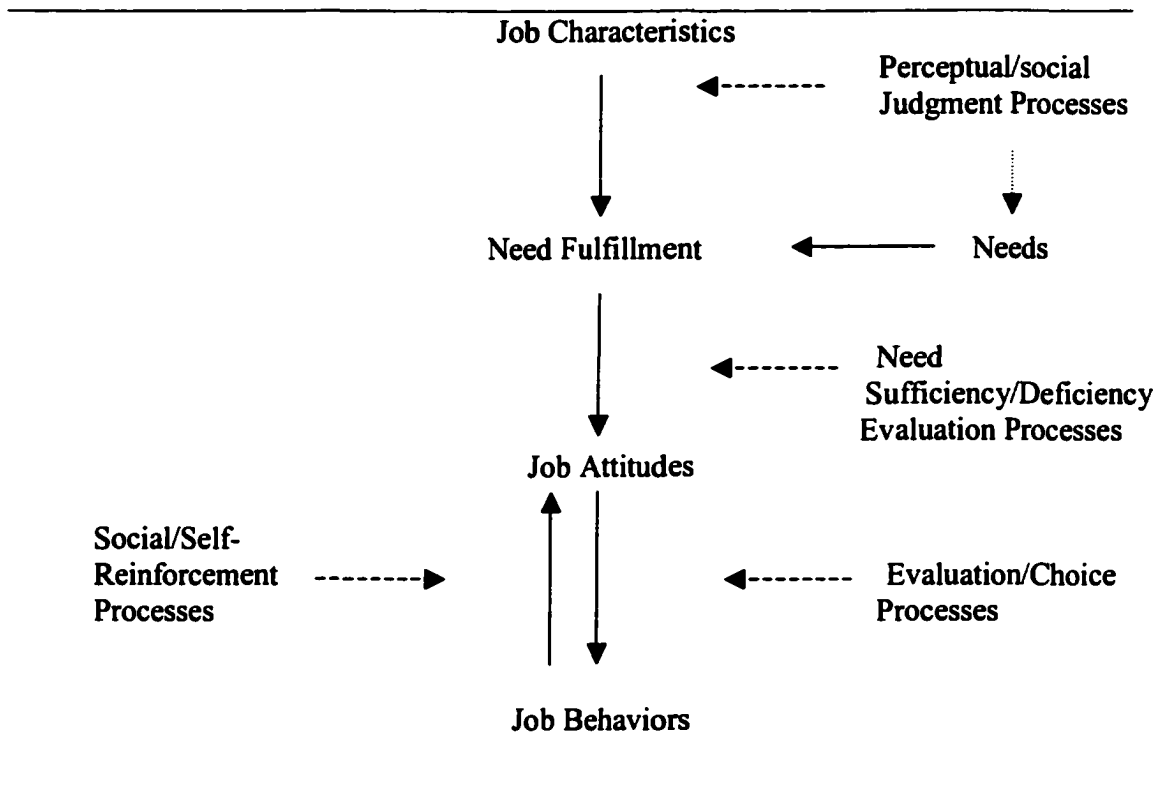 Job Characteristics
Perceptual/social
Judgment Processes
Need Fulfillment
Needs
Need
Sufficiency/Deficiency
Evaluation Processes
Job Attitudes
Social/Self-
Reinforcement
Processes
Evaluation/Choice
Processes
Job Behaviors